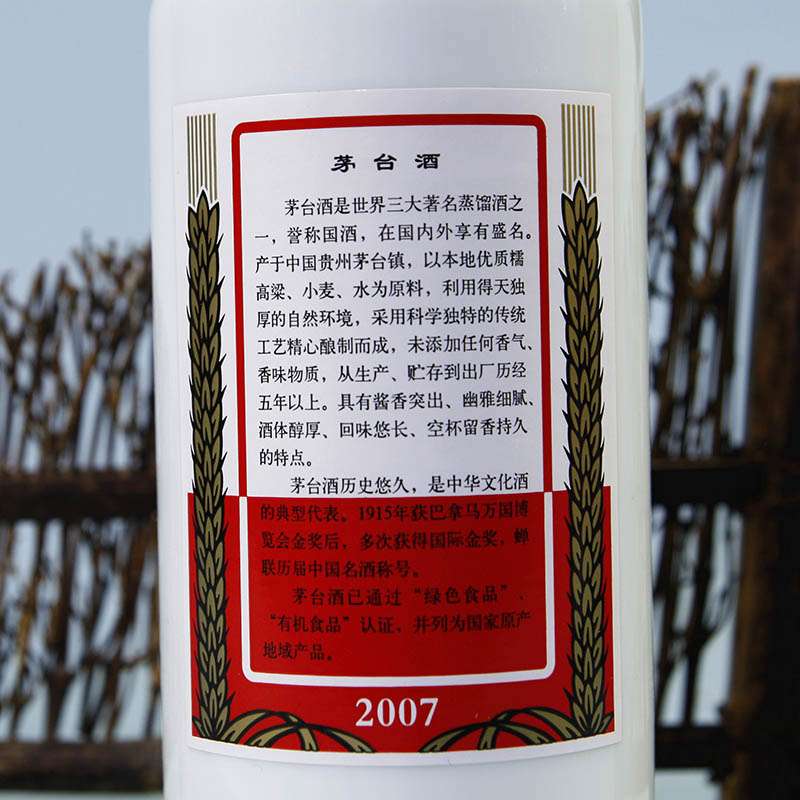 茅台酒
茅台酒是世界三大著名蒸馏酒之
一，誉称国酒，在国内外享有盛名。
产于中国贵州茅台镇，以本地优质糯
高粱、小麦、水为原料，利用得天独
厚的自然环境，采用科学独特的传统
工艺精心酿制而成，未添加任何香气、
香味物质，从生产、贮存到出厂历经
五年以上。具有酱香突出、幽雅细腻、
酒体醇厚、回味悠长、空杯留香持久
的特点。
茅台酒历史悠久，是中华文化酒
的典型代表。1915年获巴拿马万国博
览会金奖后，多次获得国际金奖，蝉
联历届中国名酒称号。
茅台酒已通过“绿色食品”、
“有机食品”认证，并列为国家原产
地域产品。
2007